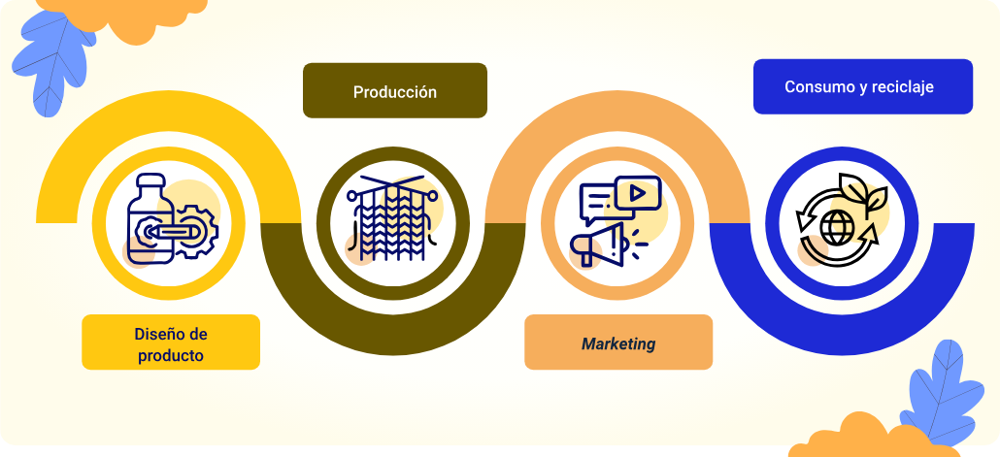 Diseño de
producto
Producción
Marketing
Consumo y reciclaje